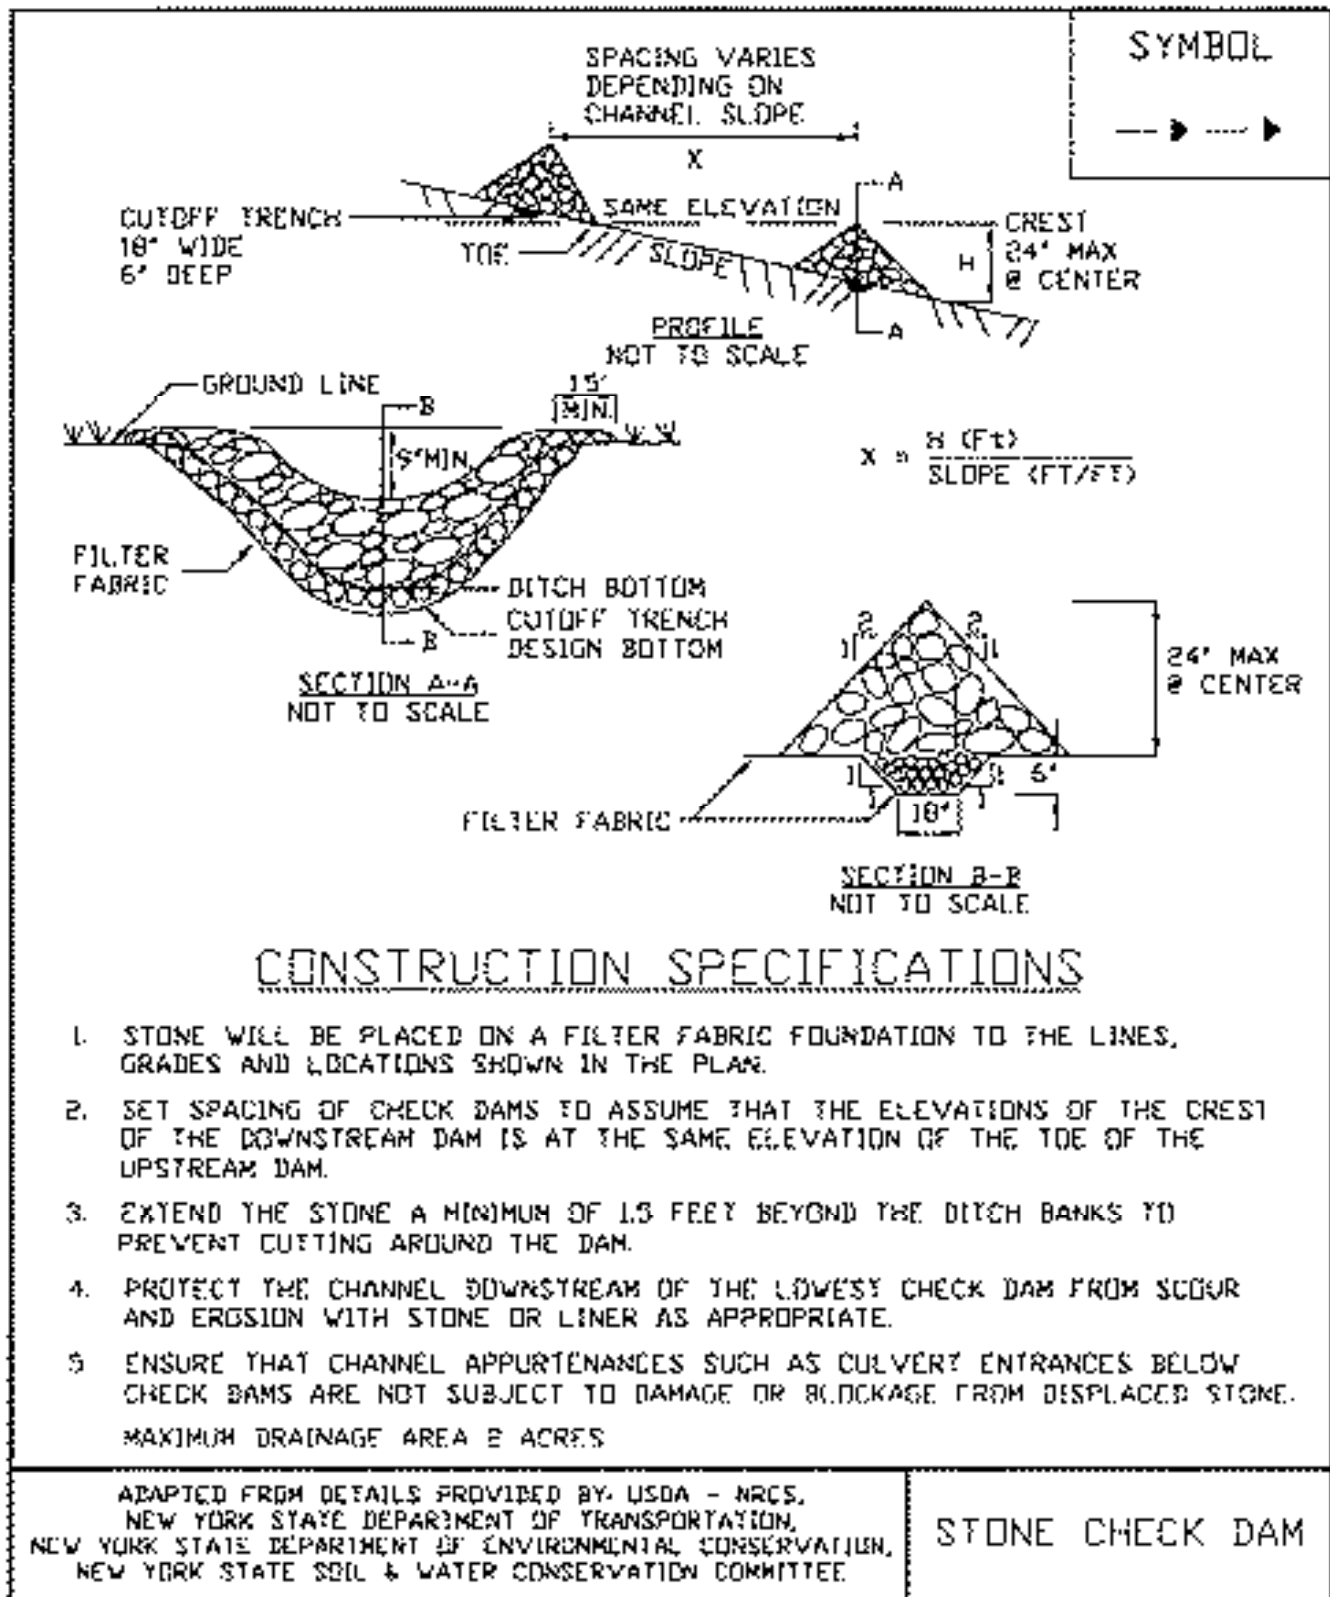 SYMBOL
SPACING VARIES
DEPENDING ON
CHANNEL SLOPE
X
A
SAME ELEVATION
CUTOFF TRENCH
18" WIDE
6" DEEP
TOE
SLOPE
H
CREST
24" MAX
@ CENTER
A
PROFILE
NOT TO SCALE
GROUND LINE
B
1.5'
(MIN.)
9"MIN.
X = H (Ft)
SLOPE (FT/FT)
FILTER
FABRIC
DITCH BOTTOM
CUTOFF TRENCH
DESIGN BOTTOM
B
SECTION A-A
NOT TO SCALE
2
2
1
1
24" MAX
@ CENTER
1
1
6"
1
1
18"
FILTER FABRIC
SECTION B-B
NOT TO SCALE
CONSTRUCTION SPECIFICATIONS
1. STONE WILL BE PLACED ON A FILTER FABRIC FOUNDATION TO THE LINES,
GRADES AND LOCATIONS SHOWN IN THE PLAN.
2. SET SPACING OF CHECK DAMS TO ASSUME THAT THE ELEVATIONS OF THE CREST
OF THE DOWNSTREAM DAM IS AT THE SAME ELEVATION OF THE TOE OF THE
UPSTREAM DAM.
3. EXTEND THE STONE A MINIMUM OF 1.5 FEET BEYOND THE DITCH BANKS TO
PREVENT CUTTING AROUND THE DAM.
4. PROTECT THE CHANNEL DOWNSTREAM OF THE LOWEST CHECK DAM FROM SCOUR
AND EROSION WITH STONE OR LINER AS APPROPRIATE.
5 ENSURE THAT CHANNEL APPURTENANCES SUCH AS CULVERT ENTRANCES BELOW
CHECK DAMS ARE NOT SUBJECT TO DAMAGE OR BLOCKAGE FROM DISPLACED STONE.
MAXIMUM DRAINAGE AREA 2 ACRES
ADAPTED FROM DETAILS PROVIDED BY: USDA - NRCS,
NEW YORK STATE DEPARTMENT OF TRANSPORTATION,
NEW YORK STATE DEPARTMENT OF ENVIRONMENTAL CONSERVATION,
NEW YORK STATE SOIL & WATER CONSERVATION COMMITTEE
STONE CHECK DAM